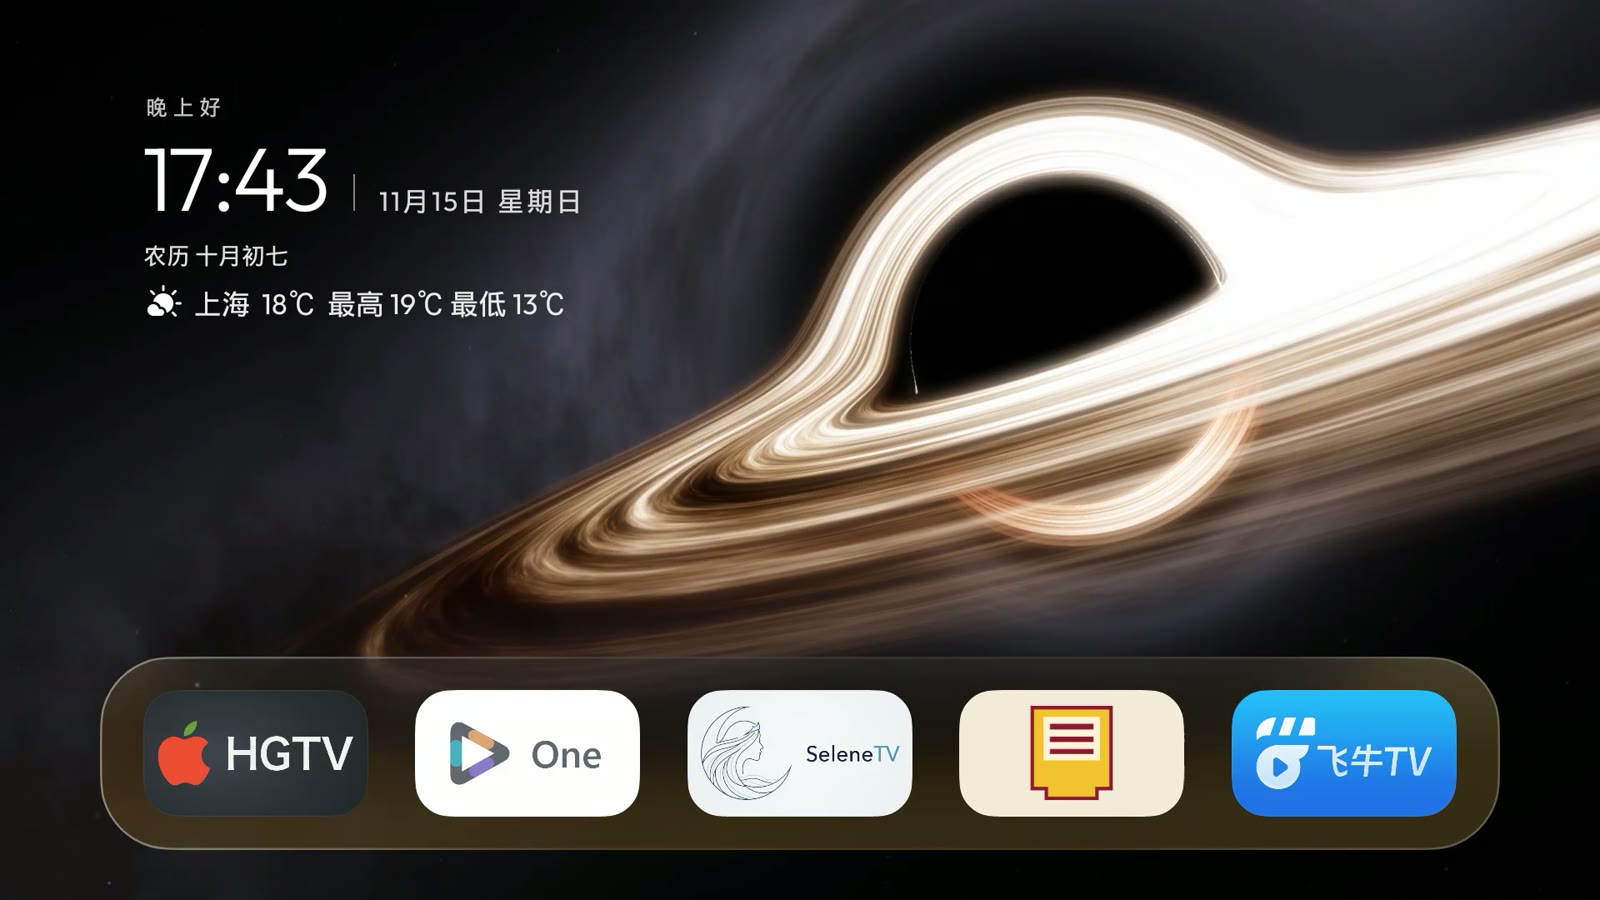 晚上好
17:43
11月15日 星期日
农历 十月初七
上海 18℃ 最高 19℃ 最低 13℃
HGTV
One
SeleneTV
飞牛TV